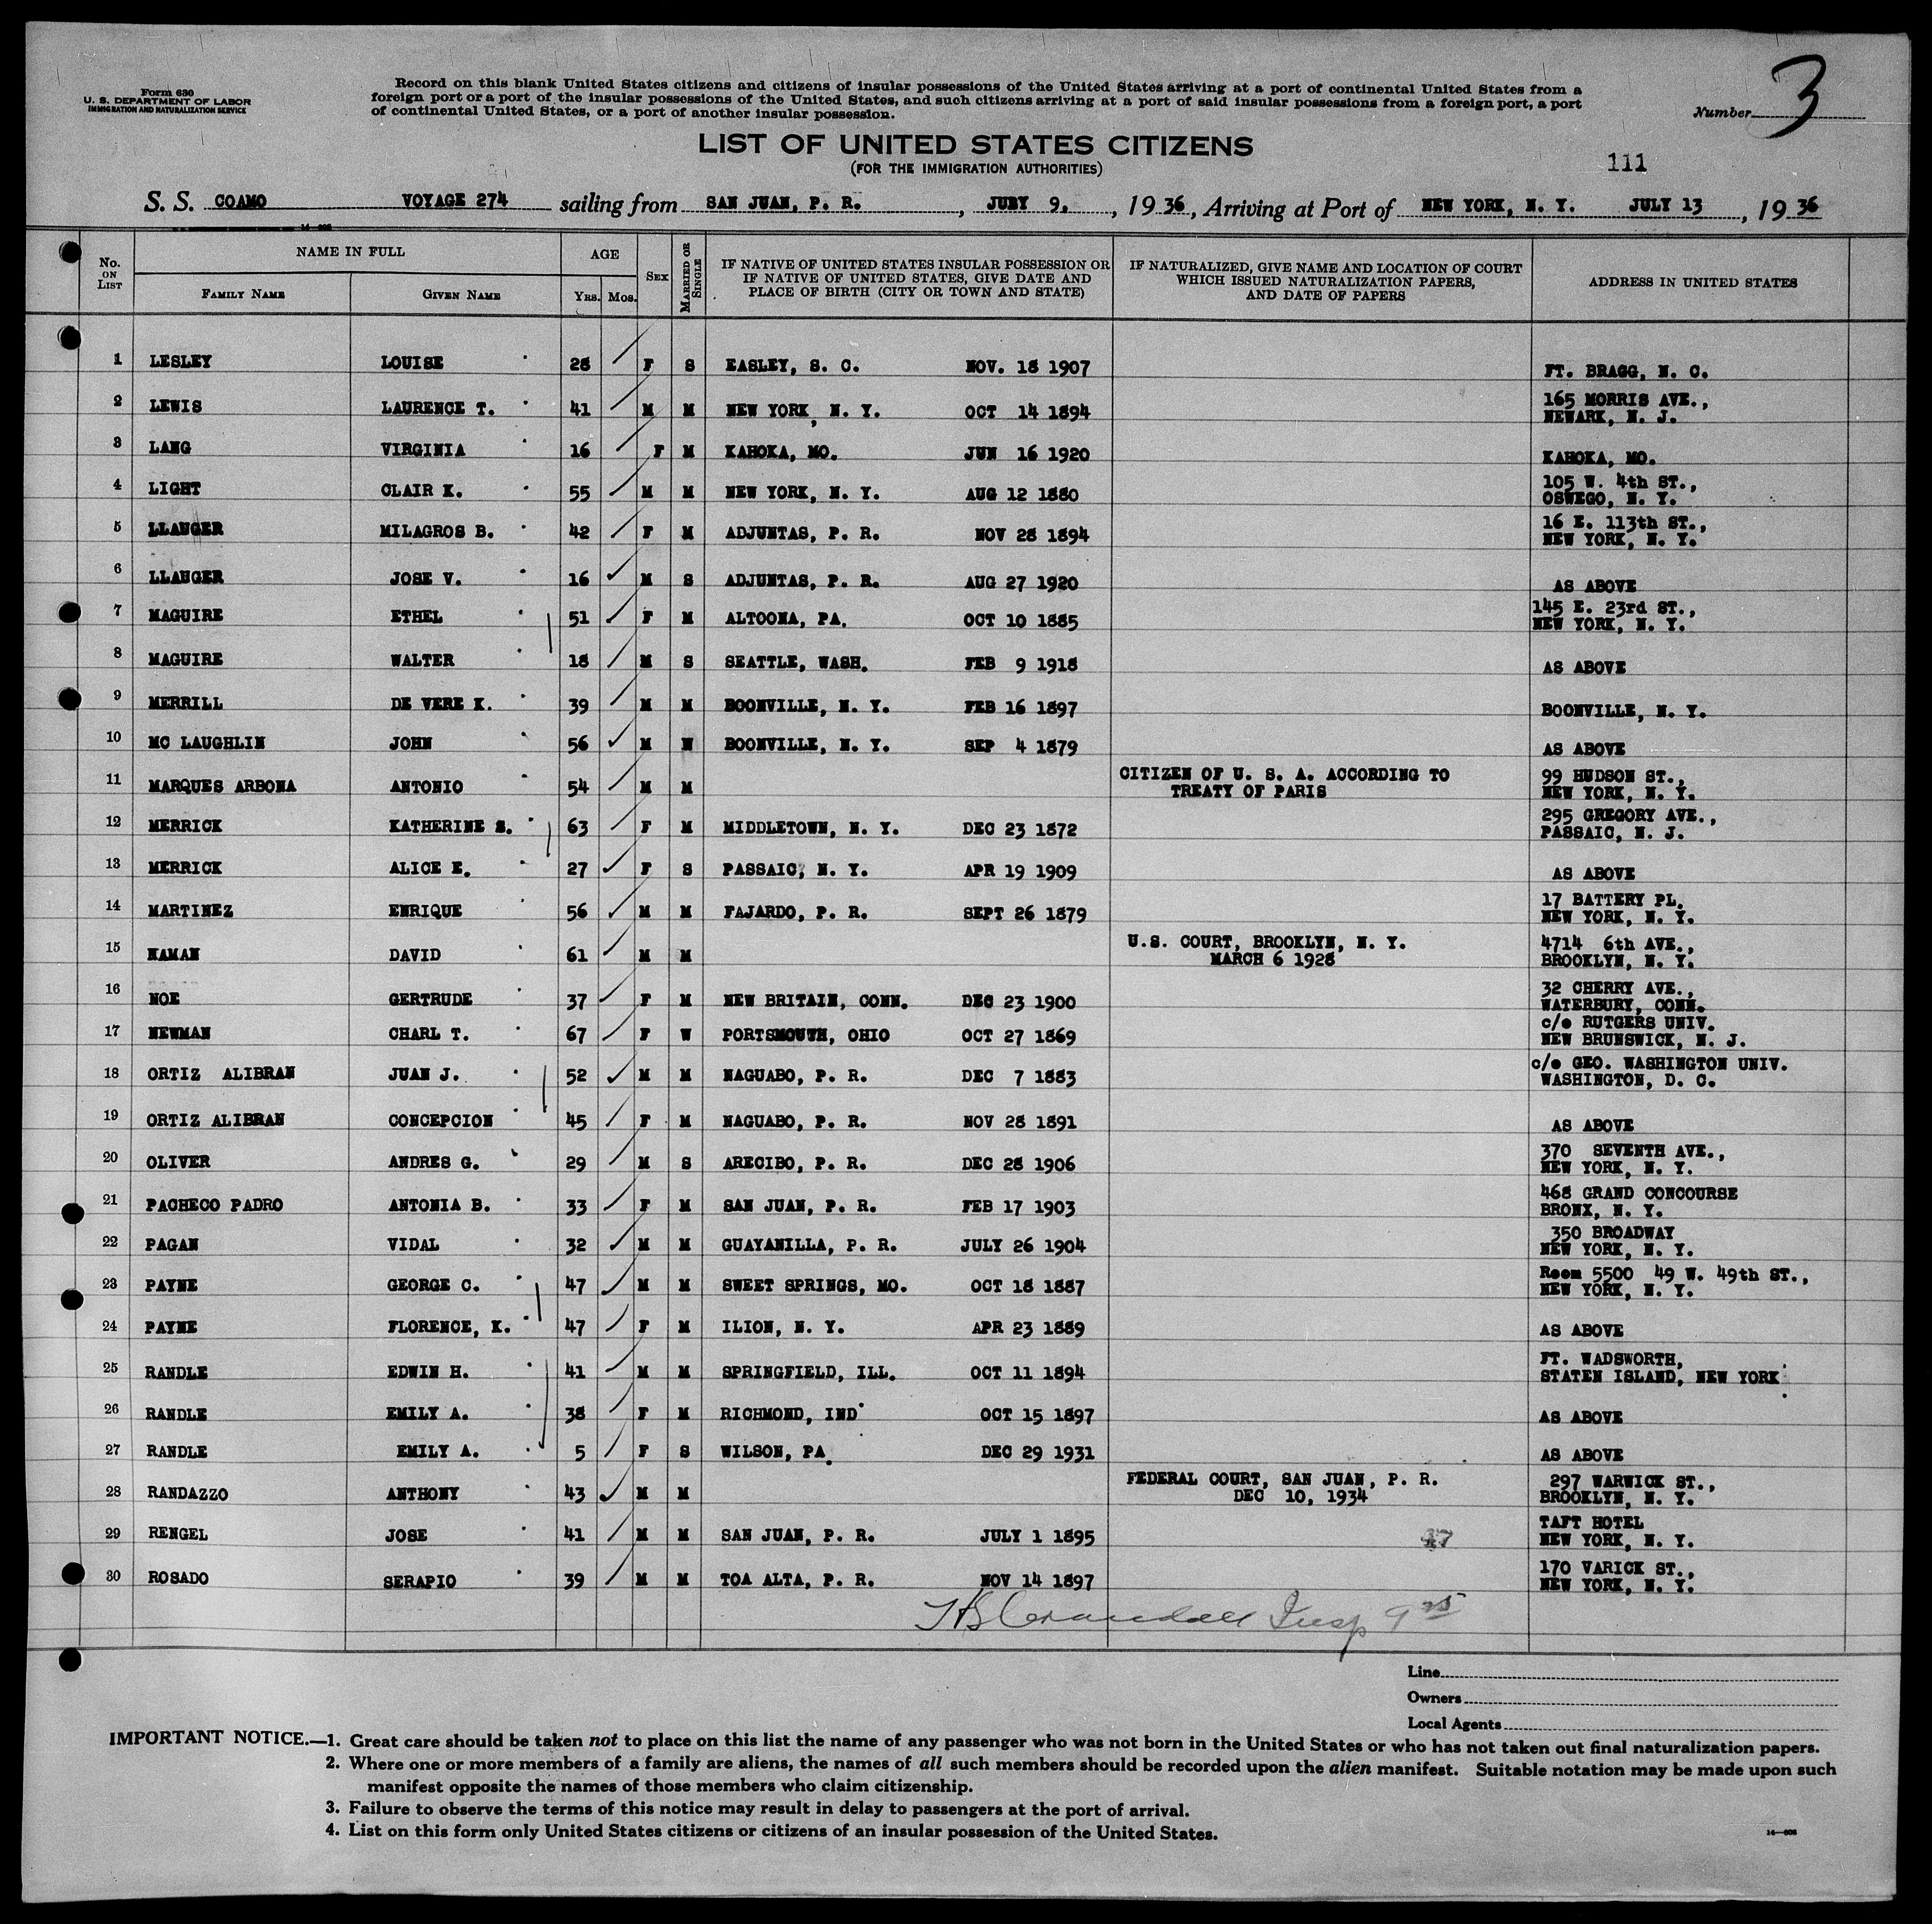 Form 630
U. S. DEPARTMENT OF LABOR
IMMIGRATION AND NATURALIZATION SERVICE
Record on this blank United States citizens and citizens of insular possessions of the United States arriving at a port of continental United States from a
foreign port or a port of the insular possessions of the United States, and such citizens arriving at a port of said insular possessions from a foreign port, a port
of continental United States, or a port of another insular possession.
Number 3
LIST OF UNITED STATES CITIZENS
(FOR THE IMMIGRATION AUTHORITIES)
111
S. S. COAMO VOYAGE 274 sailing from SAN JUAN, P. R. , JUBY 9, , 19 36, Arriving at Port of NEW YORK, N. Y. JULY 13 , 19 36
No. ON LIST NAME IN FULL FAMILY NAME GIVEN NAME AGE YRS. MOS. SEX MARRIED OR SINGLE IF NATIVE OF UNITED STATES INSULAR POSSESSION OR IF NATIVE OF UNITED STATES, GIVE DATE AND PLACE OF BIRTH (CITY OR TOWN AND STATE) IF NATURALIZED, GIVE NAME AND LOCATION OF COURT WHICH ISSUED NATURALIZATION PAPERS, AND DATE OF PAPERS ADDRESS IN UNITED STATES
1 LESLEY LOUISE 28 F S EASLEY, S. C. NOV. 18 1907 FT. BRAGG, N. C.
2 LEWIS LAURENCE T. 41 M M NEW YORK, N. Y. OCT 14 1894 165 MORRIS AVE., NEWARK, N. J.
3 LANG VIRGINIA 16 F M KAHOKA, MO. JUN 16 1920 KAHOKA, MO.
4 LIGHT CLAIR K. 55 M M NEW YORK, N. Y. AUG 12 1880 105 W. 4th ST., OSWEGO, N. Y.
5 LLAUGER MILAGROS B. 42 F M ADJUNTAS, P. R. NOV 28 1894 16 E. 113th ST., NEW YORK, N. Y.
6 LLAUGER JOSE V. 16 M S ADJUNTAS, P. R. AUG 27 1920 AS ABOVE
7 MAGUIRE ETHEL 51 F M ALTOONA, PA. OCT 10 1885 145 E. 23rd ST., NEW YORK, N. Y.
8 MAGUIRE WALTER 18 M S SEATTLE, WASH. FEB 9 1918 AS ABOVE
9 MERRILL DE VERE K. 39 M M BOONVILLE, N. Y. FEB 16 1897 BOONVILLE, N. Y.
10 MC LAUGHLIN JOHN 56 M BOONVILLE, N. Y. SEP 4 1879 AS ABOVE
11 MARQUES ARBONA ANTONIO 54 M M CITIZEN OF U. S. A. ACCORDING TO TREATY OF PARIS 99 HUDSON ST., NEW YORK, N. Y.
12 MERRICK KATHERINE S. 63 F M MIDDLETOWN, N. Y. DEC 23 1872 295 GREGORY AVE., PASSAIC, N. J.
13 MERRICK ALICE E. 27 F S PASSAIC, N. Y. APR 19 1909 AS ABOVE
14 MARTINEZ ENRIQUE 56 M M FAJARDO, P. R. SEPT 26 1879 17 BATTERY PL. NEW YORK, N. Y.
15 NAMAN DAVID 61 M M U.S. COURT, BROOKLYN, N. Y. MARCH 6 1928 4714 6th AVE., BROOKLYN, N. Y.
16 NOE GERTRUDE 37 F M NEW BRITAIN, CONN. DEC 23 1900 32 CHERRY AVE., WATERBURY, CONN.
17 NEWMAN CHARL T. 67 F W PORTSMOUTH, OHIO OCT 27 1869 c/o RUTGERS UNIV. NEW BRUNSWICK, N. J.
18 ORTIZ ALIBRAN JUAN J. 52 M M NAGUABO, P. R. DEC 7 1883 c/o GEO. WASHINGTON UNIV. WASHINGTON, D. C.
19 ORTIZ ALIBRAN CONCEPCION 45 F M NAGUABO, P. R. NOV 28 1891 AS ABOVE
20 OLIVER ANDRES G. 29 M S ARECIBO, P. R. DEC 28 1906 370 SEVENTH AVE., NEW YORK, N. Y.
21 PACHECO PADRO ANTONIA B. 33 F M SAN JUAN, P. R. FEB 17 1903 468 GRAND CONCOURSE BRONX, N. Y.
22 PAGAN VIDAL 32 M M GUAYANILLA, P. R. JULY 26 1904 350 BROADWAY NEW YORK, N. Y.
23 PAYNE GEORGE C. 47 M M SWEET SPRINGS, MO. OCT 18 1887 Room 5500 49 W. 49th ST., NEW YORK, N. Y.
24 PAYNE FLORENCE, K. 47 F M ILION, N. Y. APR 23 1889 AS ABOVE
25 RANDLE EDWIN H. 41 M M SPRINGFIELD, ILL. OCT 11 1894 FT. WADSWORTH, STATEN ISLAND, NEW YORK
26 RANDLE EMILY A. 38 F M RICHMOND, IND. OCT 15 1897 AS ABOVE
27 RANDLE EMILY A. 5 F S WILSON, PA. DEC 29 1931 AS ABOVE
28 RANDAZZO ANTHONY 43 M M FEDERAL COURT, SAN JUAN, P. R. DEC 10, 1934 297 WARWICK ST., BROOKLYN, N. Y.
29 RENGEL JOSE 41 M M SAN JUAN, P. R. JULY 1 1895 TAFT HOTEL NEW YORK, N. Y.
30 ROSADO SERAPIO 39 M M TOA ALTA, P. R. NOV 14 1897 170 VARICK ST., NEW YORK, N. Y.
Crandall Insp
Line
Owners
Local Agents
IMPORTANT NOTICE.—1. Great care should be taken not to place on this list the name of any passenger who was not born in the United States or who has not taken out final naturalization papers.
2. Where one or more members of a family are aliens, the names of all such members should be recorded upon the alien manifest. Suitable notation may be made upon such
manifest opposite the names of those members who claim citizenship.
3. Failure to observe the terms of this notice may result in delay to passengers at the port of arrival.
4. List on this form only United States citizens or citizens of an insular possession of the United States.